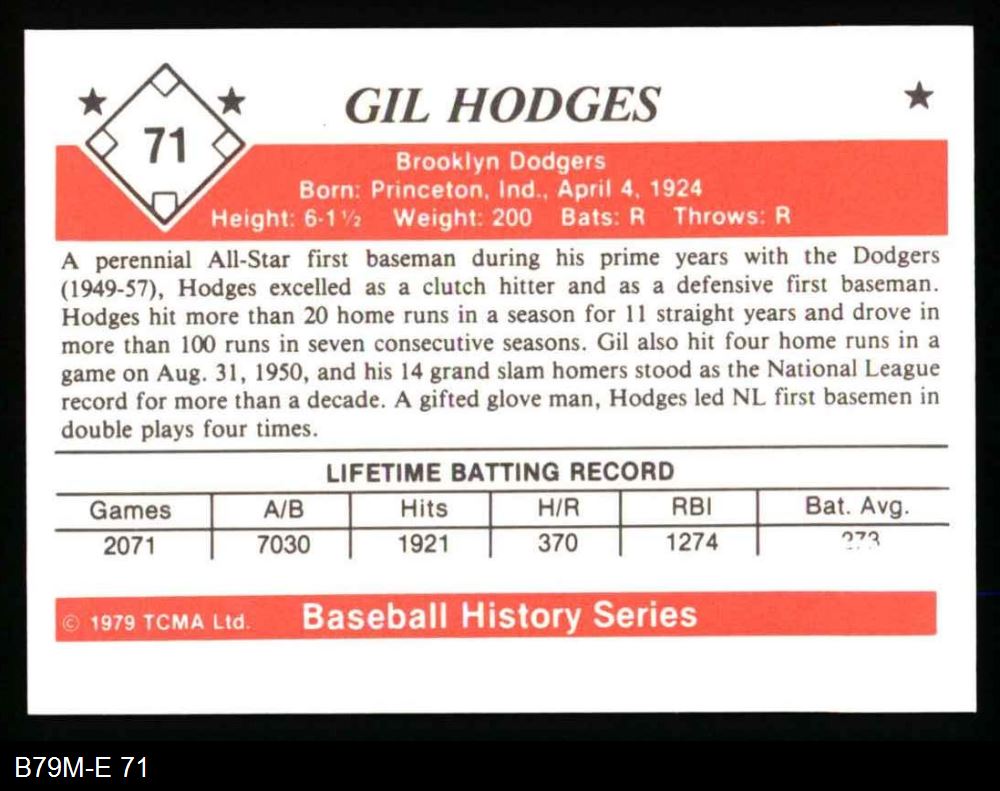 71
GIL HODGES
Brooklyn Dodgers
Born: Princeton, Ind., April 4, 1924
Height: 6-1 ½ Weight: 200 Bats: R Throws: R
A perennial All-Star first baseman during his prime years with the Dodgers
(1949-57), Hodges excelled as a clutch hitter and as a defensive first baseman.
Hodges hit more than 20 home runs in a season for 11 straight years and drove in
more than 100 runs in seven consecutive seasons. Gil also hit four home runs in a
game on Aug. 31, 1950, and his 14 grand slam homers stood as the National League
record for more than a decade. A gifted glove man, Hodges led NL first basemen in
double plays four times.
LIFETIME BATTING RECORD
Games A/B Hits H/R RBI Bat. Avg.
2071 7030 1921 370 1274 273
© 1979 TCMA Ltd. Baseball History Series
B79M-E 71